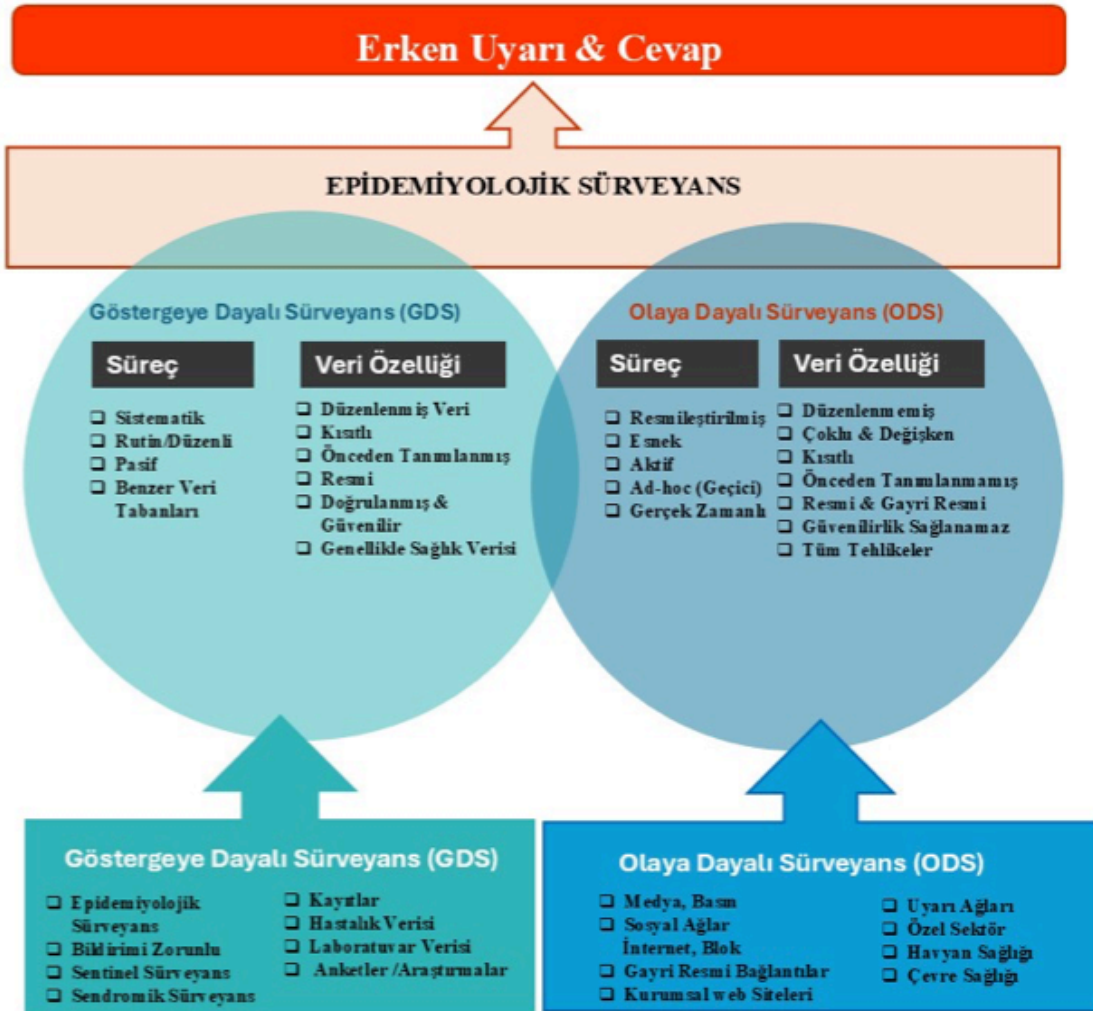 Erken Uyarı & Cevap
EPİDEMİYOLOJİK SÜRVEYANS
Göstergeye Dayalı Sürveyans (GDS)
Süreç
❑ Sistematik
❑ Rutin/Düzenli
❑ Pasif
❑ Benzer Veri
Tabanları
Veri Özelliği
❑ Düzenlenmiş Veri
❑ Kısıtlı
❑ Önceden Tanımlanmış
❑ Resmi
❑ Doğrulanmış &
Güvenilir
❑ Genellikle Sağlık Verisi
Olaya Dayalı Sürveyans (ODS)
Süreç
❑ Resmileştirilmiş
❑ Esnek
❑ Aktif
❑ Ad-hoc (Geçici)
❑ Gerçek Zamanlı
Veri Özelliği
❑ Düzenlenmemiş
❑ Çoklu & Değişken
❑ Kısıtlı
❑ Önceden Tanımlanmamış
❑ Resmi & Gayri Resmi
❑ Güvenilirlik Sağlanamaz
❑ Tüm Tehlikeler
Göstergeye Dayalı Sürveyans (GDS)
❑ Epidemiyolojik
Sürveyans
❑ Bildirimi Zorunlu
❑ Sentinel Sürveyans
❑ Sendromik Sürveyans
❑ Kayıtlar
❑ Hastalık Verisi
❑ Laboratuvar Verisi
❑ Anketler /Araştırmalar
Olaya Dayalı Sürveyans (ODS)
❑ Medya, Basın
❑ Sosyal Ağlar
İnternet, Blok
❑ Gayri Resmi Bağlantılar
❑ Kurumsal web Siteleri
❑ Uyarı Ağları
❑ Özel Sektör
❑ Havyan Sağlığı
❑ Çevre Sağlığı